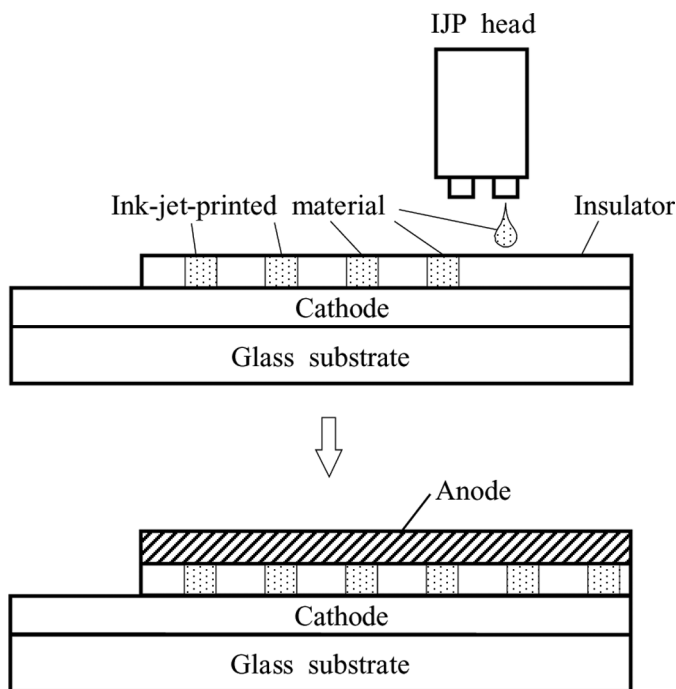 IJP head
Ink-jet-printed material
Insulator
Cathode
Glass substrate
Anode
Cathode
Glass substrate